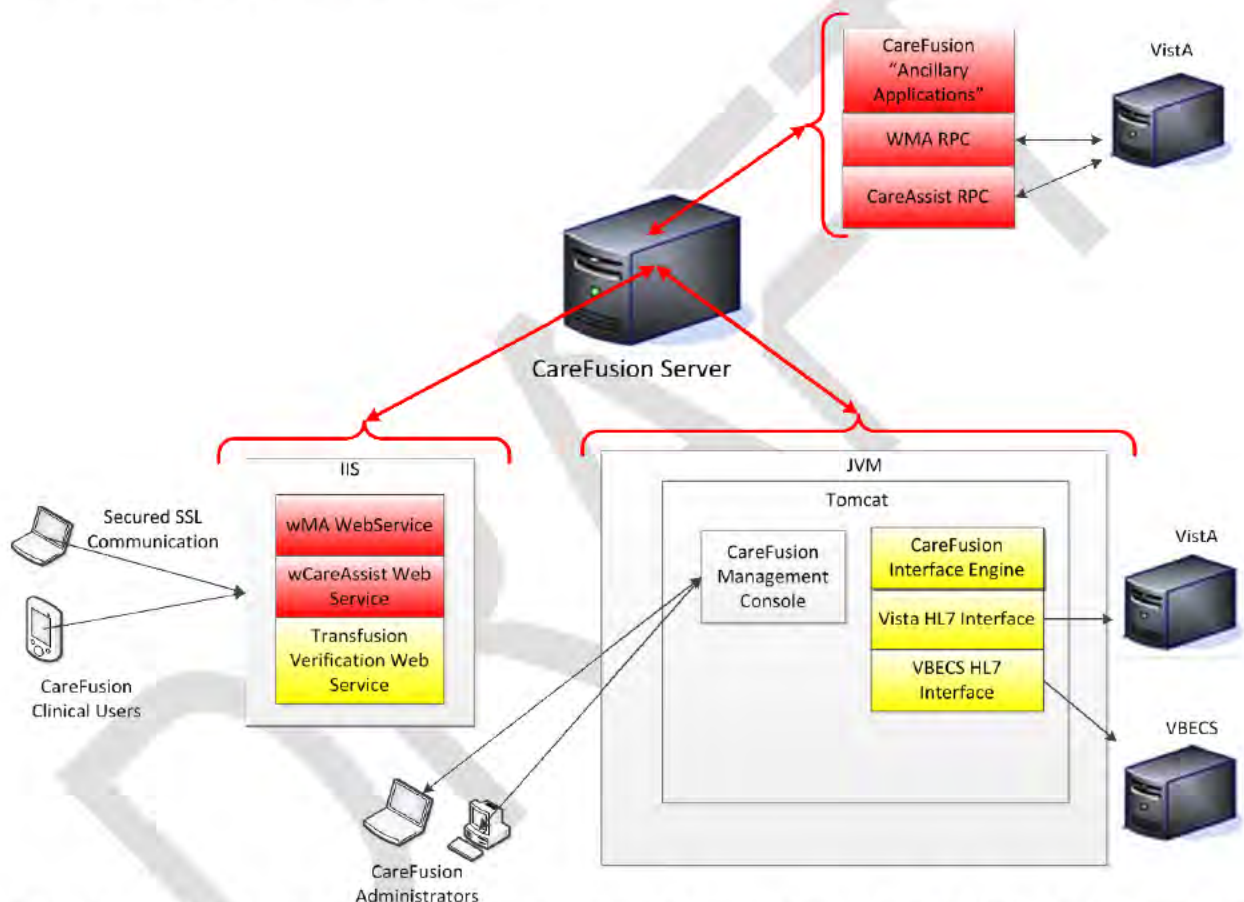 CareFusion
"Ancillary
Applications"
WMA RPC
CareAssist RPC
VistA
CareFusion Server
IIS
wMA WebService
wCareAssist Web
Service
Transfusion
Verification Web
Service
Secured SSL
Communication
CareFusion
Clinical Users
JVM
Tomcat
CareFusion
Management
Console
CareFusion
Interface Engine
Vista HL7 Interface
VBECS HL7
Interface
VistA
VBECS
CareFusion
Administrators